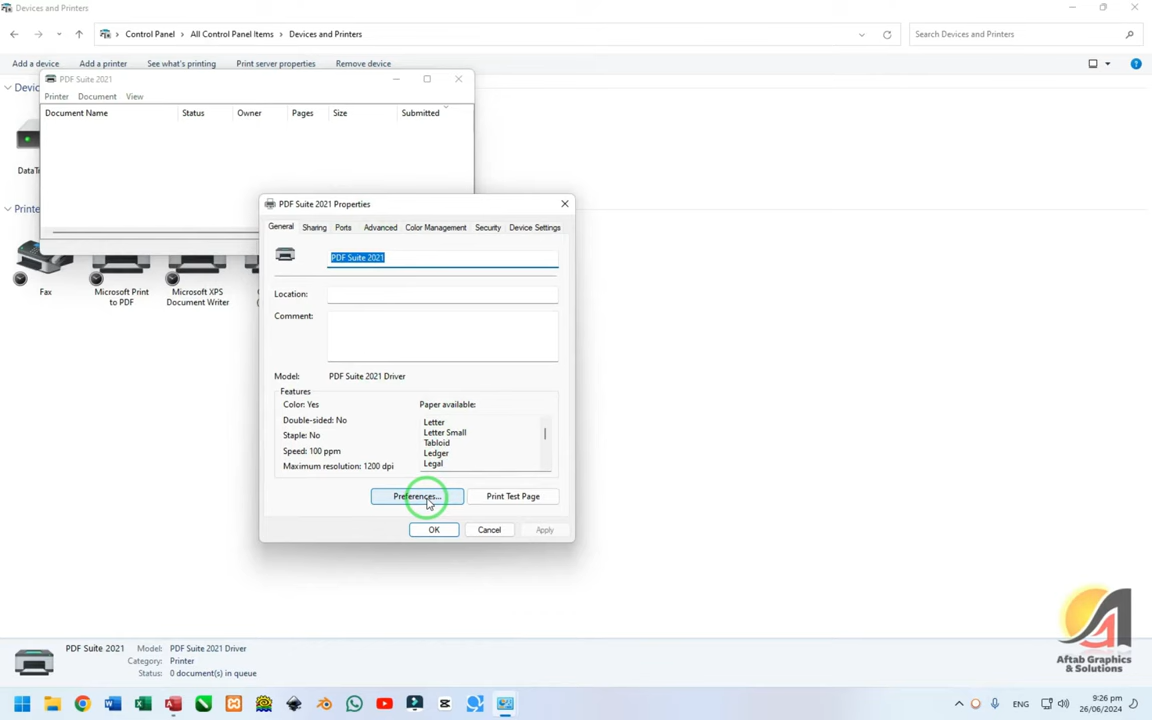 Devices and Printers
Control Panel > All Control Panel Items > Devices and Printers
Search Devices and Printers
Add a device Add a printer See what's printing Print server properties Remove device
PDF Suite 2021
Printer Document View
Document Name Status Owner Pages Size Submitted
Devic
DataTr
Printe
Fax
Microsoft Print
to PDF
Microsoft XPS
Document Writer
PDF Suite 2021 Properties
General Sharing Ports Advanced Color Management Security Device Settings
PDF Suite 2021
Location:
Comment:
Model: PDF Suite 2021 Driver
Features
Color: Yes
Double-sided: No
Staple: No
Speed: 100 ppm
Maximum resolution: 1200 dpi
Paper available:
Letter
Letter Small
Tabloid
Ledger
Legal
Preferences... Print Test Page
OK Cancel Apply
PDF Suite 2021 Model: PDF Suite 2021 Driver
Category: Printer
Status: 0 document(s) in queue
Aftab Graphics
& Solutions
ENG
9:26 pm
26/06/2024